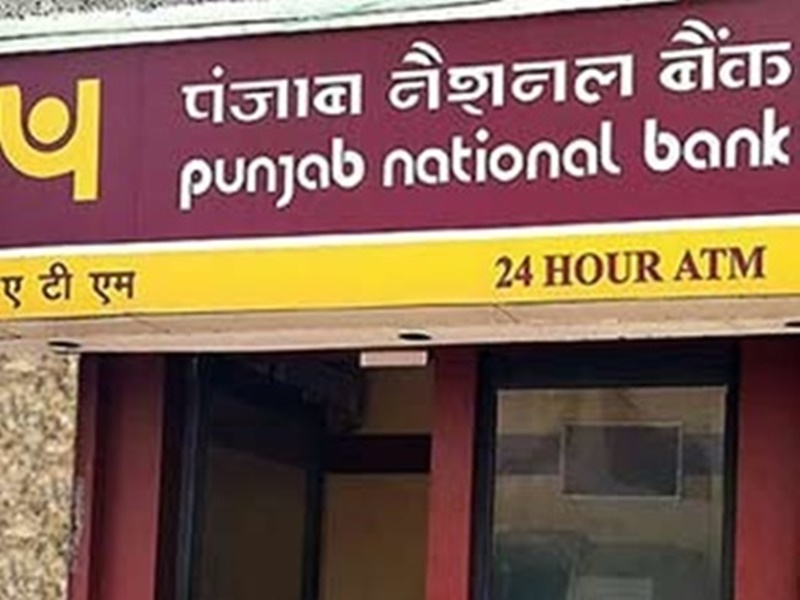 पंजाब नैशनल बैंक
punjab national bank
ए टी एम
24 HOUR ATM